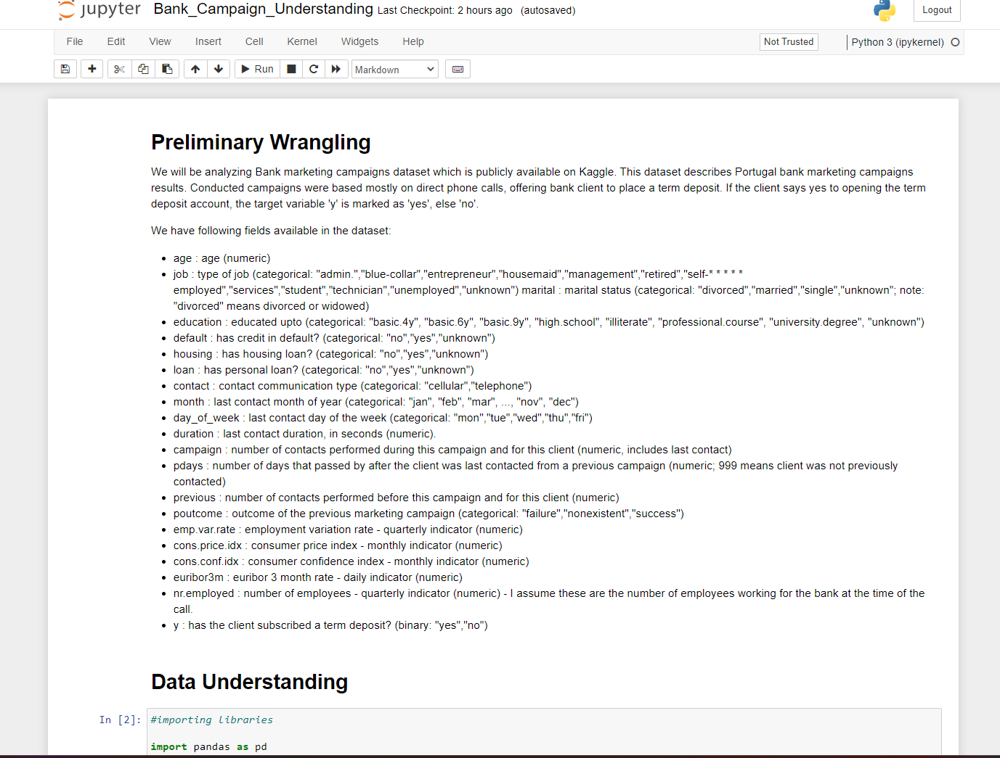 jupyter Bank_Campaign_Understanding Last Checkpoint: 2 hours ago (autosaved) Logout
File Edit View Insert Cell Kernel Widgets Help Not Trusted Python 3 (ipykernel)
Run Markdown
Preliminary Wrangling
We will be analyzing Bank marketing campaigns dataset which is publicly available on Kaggle. This dataset describes Portugal bank marketing campaigns
results. Conducted campaigns were based mostly on direct phone calls, offering bank client to place a term deposit. If the client says yes to opening the term
deposit account, the target variable 'y' is marked as 'yes', else 'no'.
We have following fields available in the dataset:
• age : age (numeric)
• job : type of job (categorical: "admin.","blue-collar","entrepreneur","housemaid","management","retired","self-* * * * *
employed","services","student","technician","unemployed","unknown") marital : marital status (categorical: "divorced","married","single","unknown"; note:
"divorced" means divorced or widowed)
• education : educated upto (categorical: "basic.4y", "basic.6y", "basic.9y", "high.school", "illiterate", "professional.course", "university.degree", "unknown")
• default : has credit in default? (categorical: "no","yes","unknown")
• housing : has housing loan? (categorical: "no","yes","unknown")
• loan : has personal loan? (categorical: "no","yes","unknown")
• contact : contact communication type (categorical: "cellular","telephone")
• month : last contact month of year (categorical: "jan", "feb", "mar", ..., "nov", "dec")
• day_of_week : last contact day of the week (categorical: "mon","tue","wed","thu","fri")
• duration : last contact duration, in seconds (numeric).
• campaign : number of contacts performed during this campaign and for this client (numeric, includes last contact)
• pdays : number of days that passed by after the client was last contacted from a previous campaign (numeric; 999 means client was not previously
contacted)
• previous : number of contacts performed before this campaign and for this client (numeric)
• poutcome : outcome of the previous marketing campaign (categorical: "failure","nonexistent","success")
• emp.var.rate : employment variation rate - quarterly indicator (numeric)
• cons.price.idx : consumer price index - monthly indicator (numeric)
• cons.conf.idx : consumer confidence index - monthly indicator (numeric)
• euribor3m : euribor 3 month rate - daily indicator (numeric)
• nr.employed : number of employees - quarterly indicator (numeric) - I assume these are the number of employees working for the bank at the time of the
call.
• y : has the client subscribed a term deposit? (binary: "yes","no")
Data Understanding
In [2]: #importing libraries
import pandas as pd